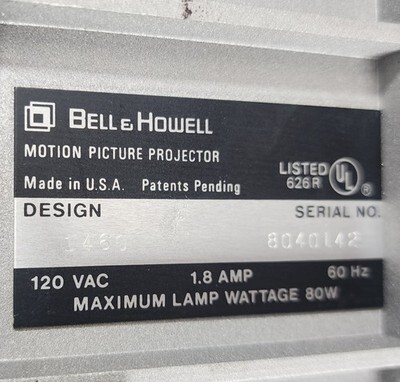 BELL & HOWELL
MOTION PICTURE PROJECTOR
Made in U.S.A. Patents Pending
LISTED UL ®
626R
DESIGN SERIAL NO.
8040142
120 VAC 1.8 AMP 60 Hz
MAXIMUM LAMP WATTAGE 80W